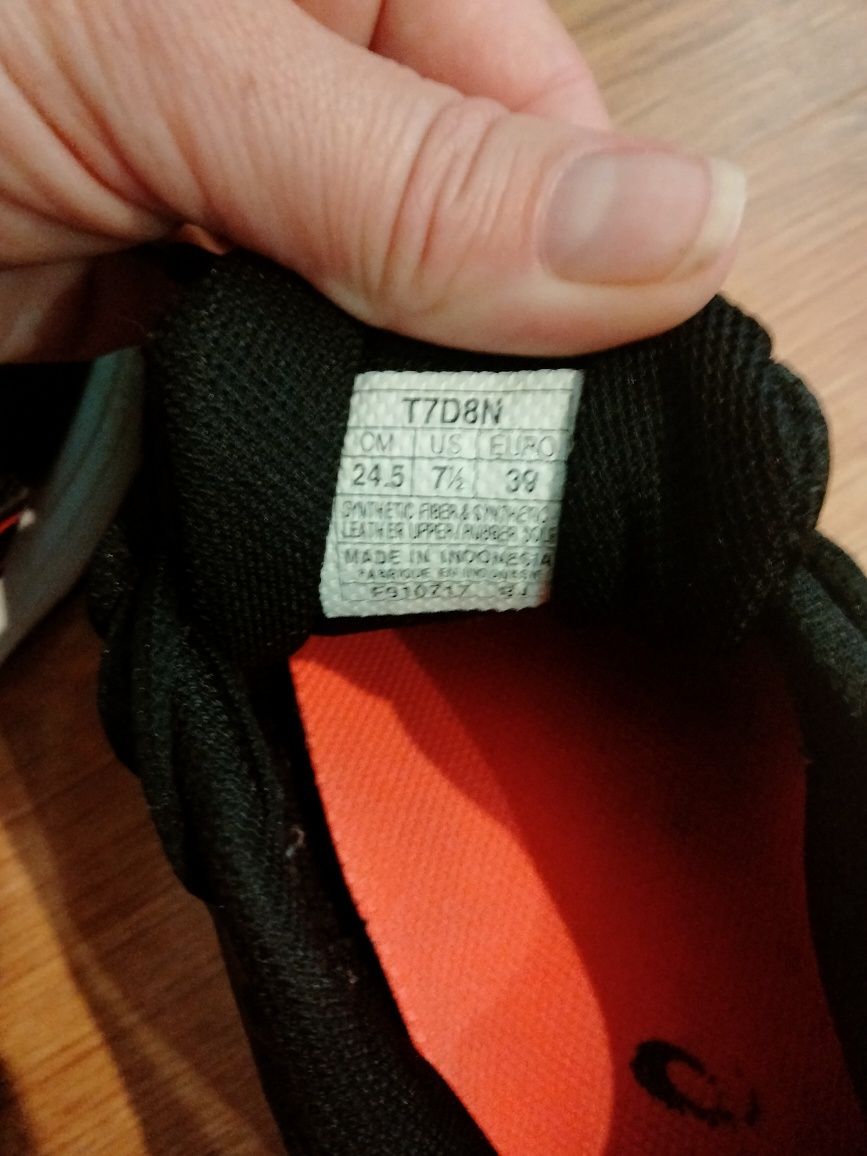 T7D8N
CM US EURO
24.5 7½ 39
SYNTHETIC FIBER & SYNTHETIC
LEATHER UPPER/RUBBER SOLE
MADE IN INDONESIA
FABRIQUE EN INDONESIE